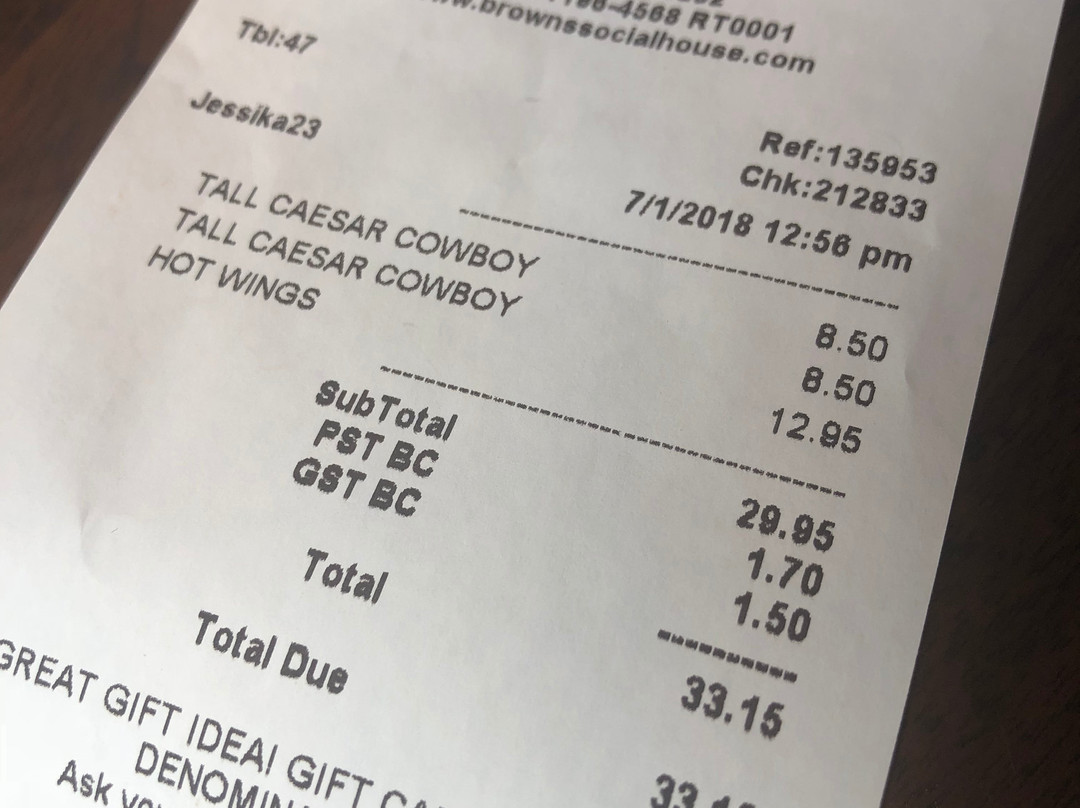 -4568 RT0001
www.brownssocialhouse.com
Tbl:47
Jessika23
Ref:135953
Chk:212833
7/1/2018 12:56 pm
TALL CAESAR COWBOY 8.50
TALL CAESAR COWBOY 8.50
HOT WINGS 12.95
SubTotal 29.95
PST BC 1.70
GST BC 1.50
Total 33.15
Total Due
GREAT GIFT IDEA! GIFT
Ask